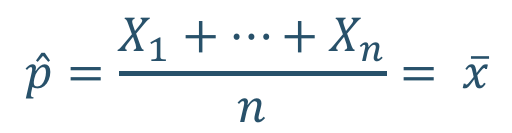 p̂ = (X₁ + ⋯ + Xₙ) / n = x̄